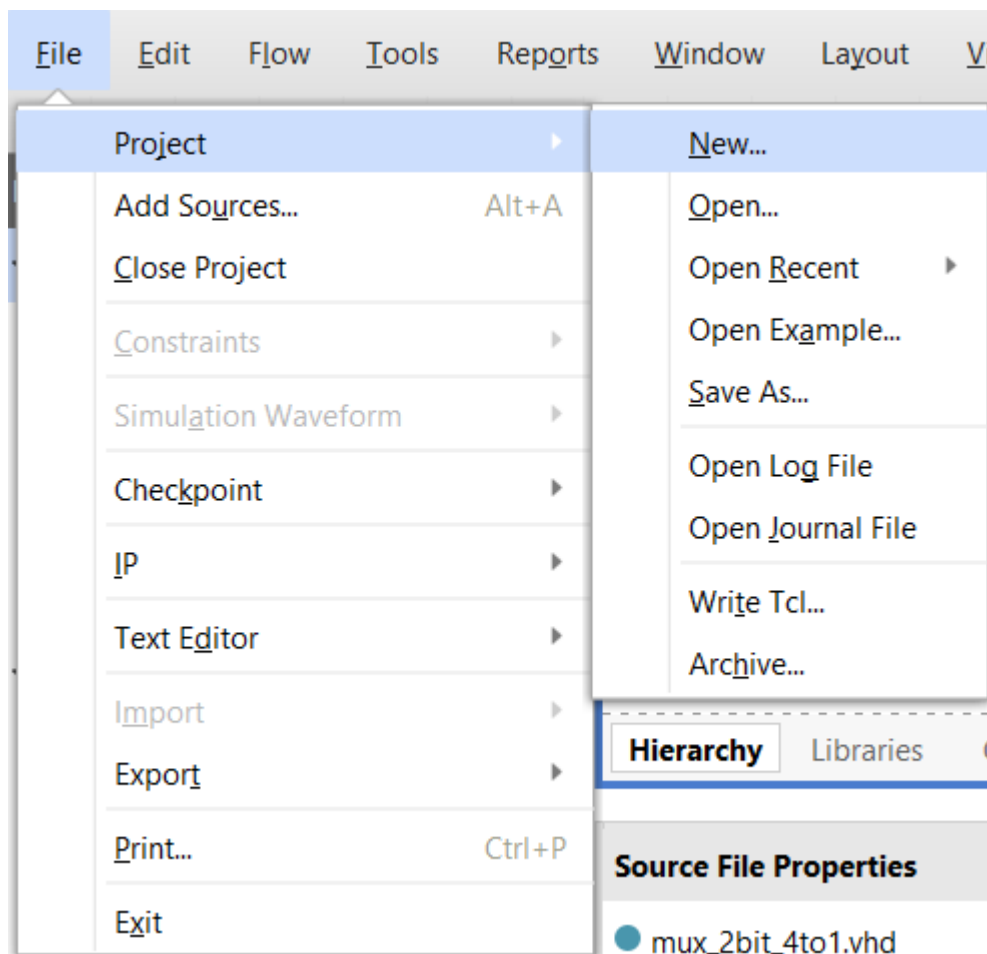 File Edit Flow Tools Reports Window Layout
Project
Add Sources... Alt+A
Close Project
Constraints
Simulation Waveform
Checkpoint
IP
Text Editor
Import
Export
Print... Ctrl+P
Exit
New...
Open...
Open Recent
Open Example...
Save As...
Open Log File
Open Journal File
Write Tcl...
Archive...
Hierarchy Libraries
Source File Properties
mux_2bit_4to1.vhd